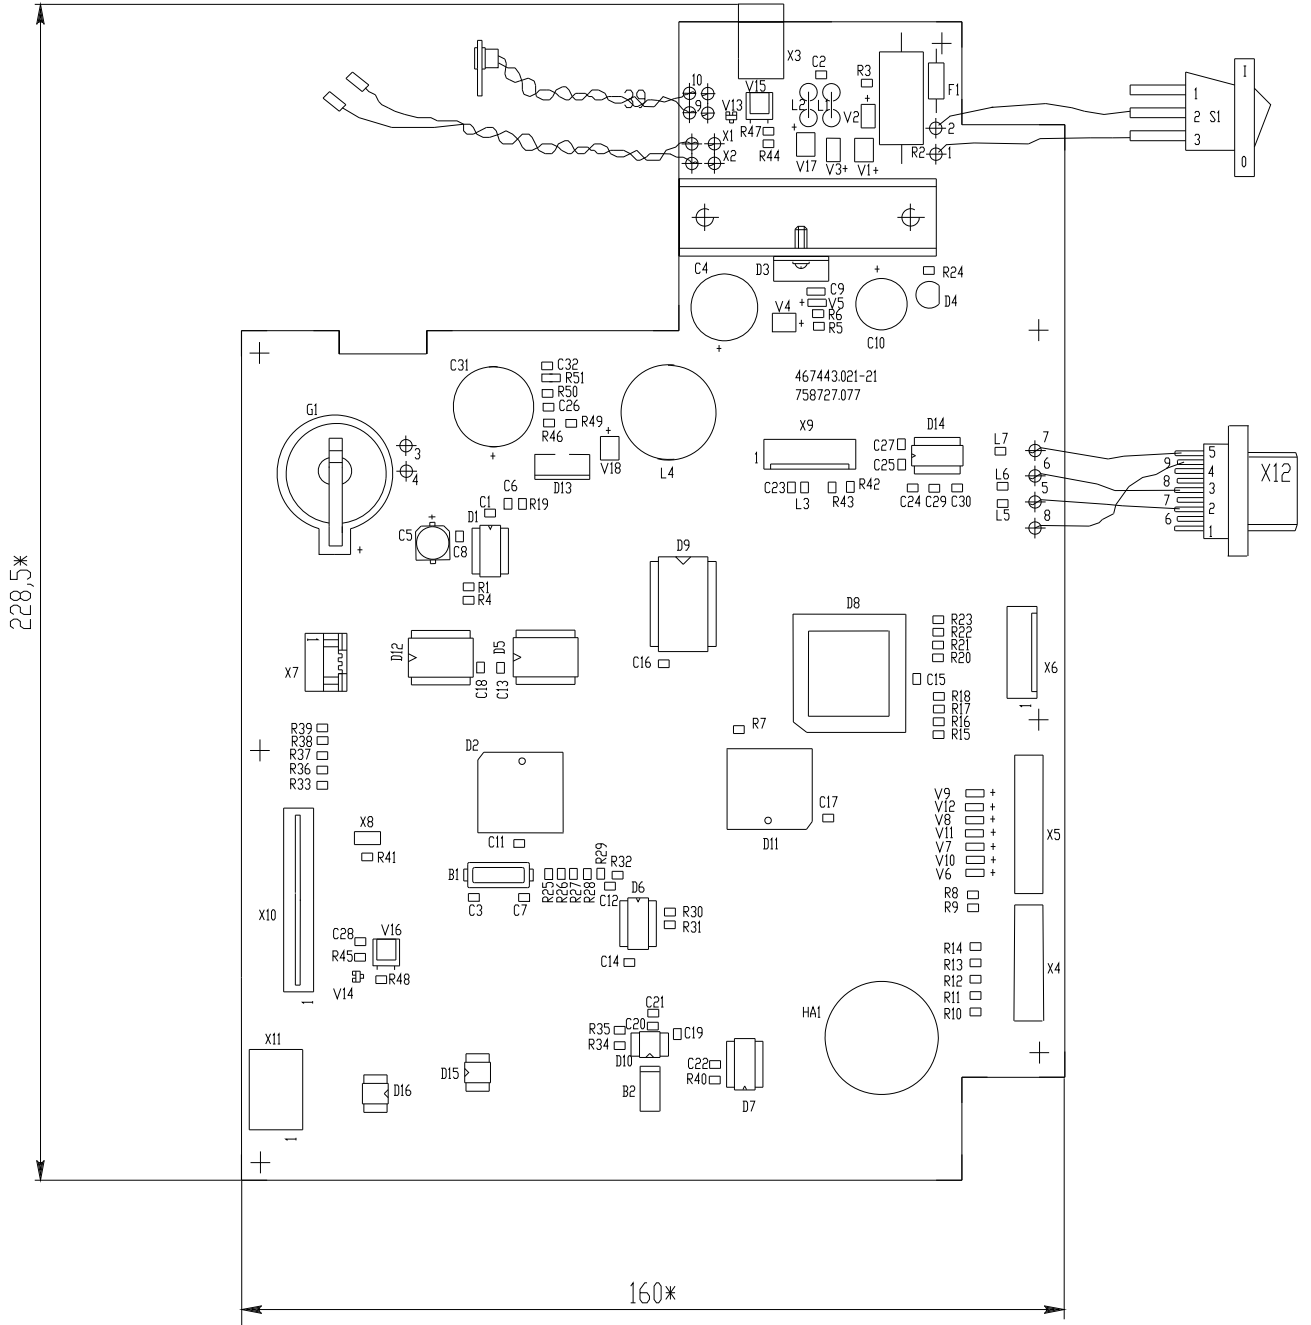 X3
C2
R3
10
V15
F1
I
39
9
V13
L2
L1
V2
+
1
2
S1
3
R47
+
2
X1
X2
R44
V17
V3+
V1+
R2
1
0
C4
D3
+
R24
C9
D4
V4
+
V5
R6
+
R5
+
C10
C31
C32
R51
467443.021-21
R50
758727.077
C26
G1
R49
R46
+
X9
D14
L7
7
3
+
V18
1
C27
C25
6
5
9
4
X12
4
L4
D13
L6
8
3
C6
C23
L3
R43
R42
C24
C29
C30
5
7
2
C1
R19
D1
L5
8
6
1
+
C5
C8
+
D9
228,5*
R1
R4
D8
R23
R22
R21
R20
1
D12
D5
C16
X7
C18
C13
C15
X6
R18
R17
R16
R15
1
R7
R39
R38
R37
R36
R33
D2
V9
+
V12
+
V8
+
V11
+
V7
+
V10
+
V6
+
C17
X5
X8
C11
D11
R41
B1
R29
R32
R25
R26
R27
R28
C12
D6
R8
R9
C3
C7
X10
R30
R31
C28
V16
R45
C14
R14
R13
R12
R11
R10
X4
R48
V14
1
C21
HA1
R35
C20
C19
R34
X11
D10
C22
D15
R40
D16
B2
D7
1
160*